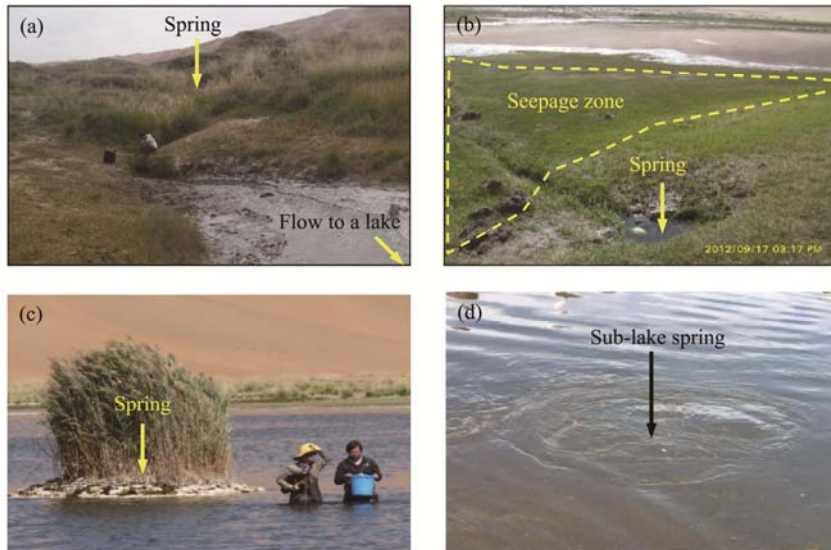 (a)
Spring
Flow to a lake
(b)
Seepage zone
Spring
2012/09/17 03:17 PM
(c)
Spring
(d)
Sub-lake spring